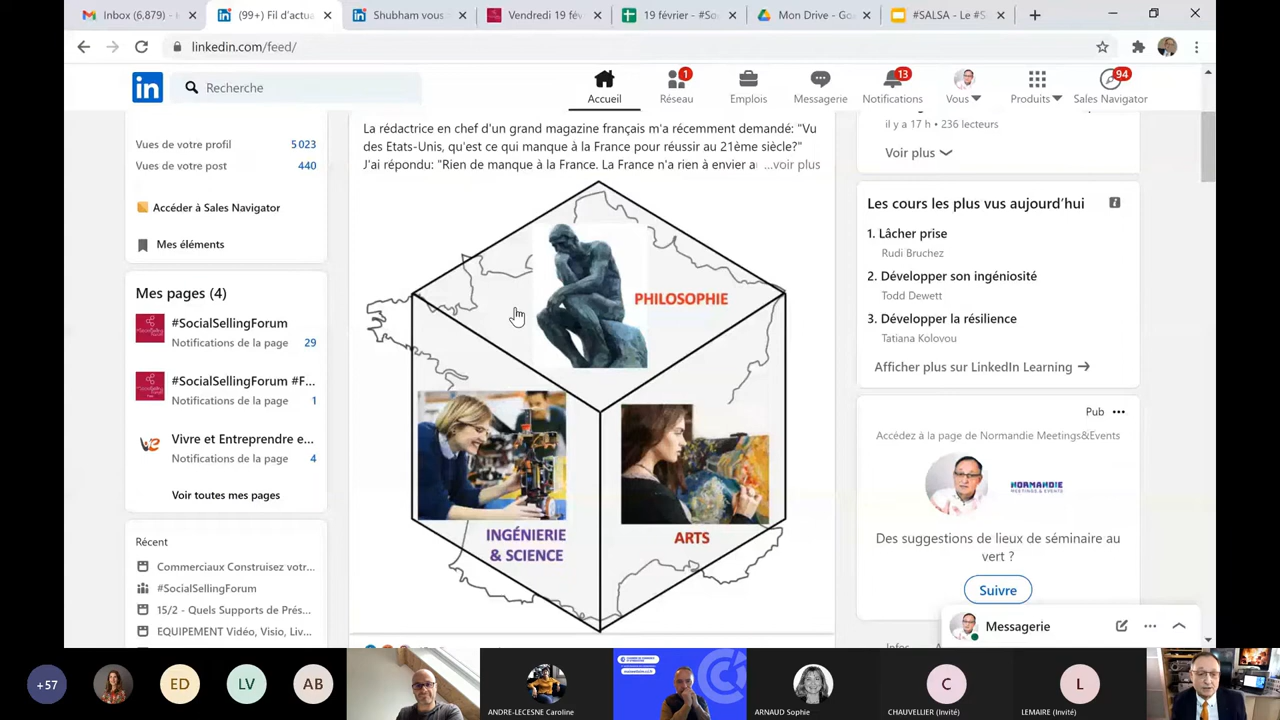 Inbox (6,879) - h
(99+) Fil d'actua
Shubham vous
Vendredi 19 fév
19 février - #So
Mon Drive - Goo
#SALSA - Le #S
linkedin.com/feed/
in
Recherche
Accueil
1
Réseau
Emplois
Messagerie
13
Notifications
Vous
Produits
94
Sales Navigator
Vues de votre profil 5 023
Vues de votre post 440
Accéder à Sales Navigator
Mes éléments
Mes pages (4)
#SocialSellingForum
Notifications de la page 29
#SocialSellingForum #F...
Notifications de la page 1
Vivre et Entreprendre e...
Notifications de la page 4
Voir toutes mes pages
Récent
Commerciaux Construisez votr...
#SocialSellingForum
15/2 - Quels Supports de Prés...
EQUIPEMENT Vidéo, Visio, Liv...
La rédactrice en chef d'un grand magazine français m'a récemment demandé: "Vu
des Etats-Unis, qu'est ce qui manque à la France pour réussir au 21ème siècle?"
J'ai répondu: "Rien de manque à la France. La France n'a rien à envier a ...voir plus
PHILOSOPHIE
INGÉNIERIE
& SCIENCE
ARTS
il y a 17 h • 236 lecteurs
Voir plus
Les cours les plus vus aujourd'hui
1. Lâcher prise
Rudi Bruchez
2. Développer son ingéniosité
Todd Dewett
3. Développer la résilience
Tatiana Kolovou
Afficher plus sur LinkedIn Learning
Pub
Accédez à la page de Normandie Meetings&Events
NORMANDIE
MEETINGS & EVENTS
Des suggestions de lieux de séminaire au
vert ?
Suivre
Messagerie
+57
ED
LV
AB
ANDRE-LECESNE Caroline
ARNAUD Sophie
C
CHAUVELLIER (Invité)
L
LEMAIRE (Invité)